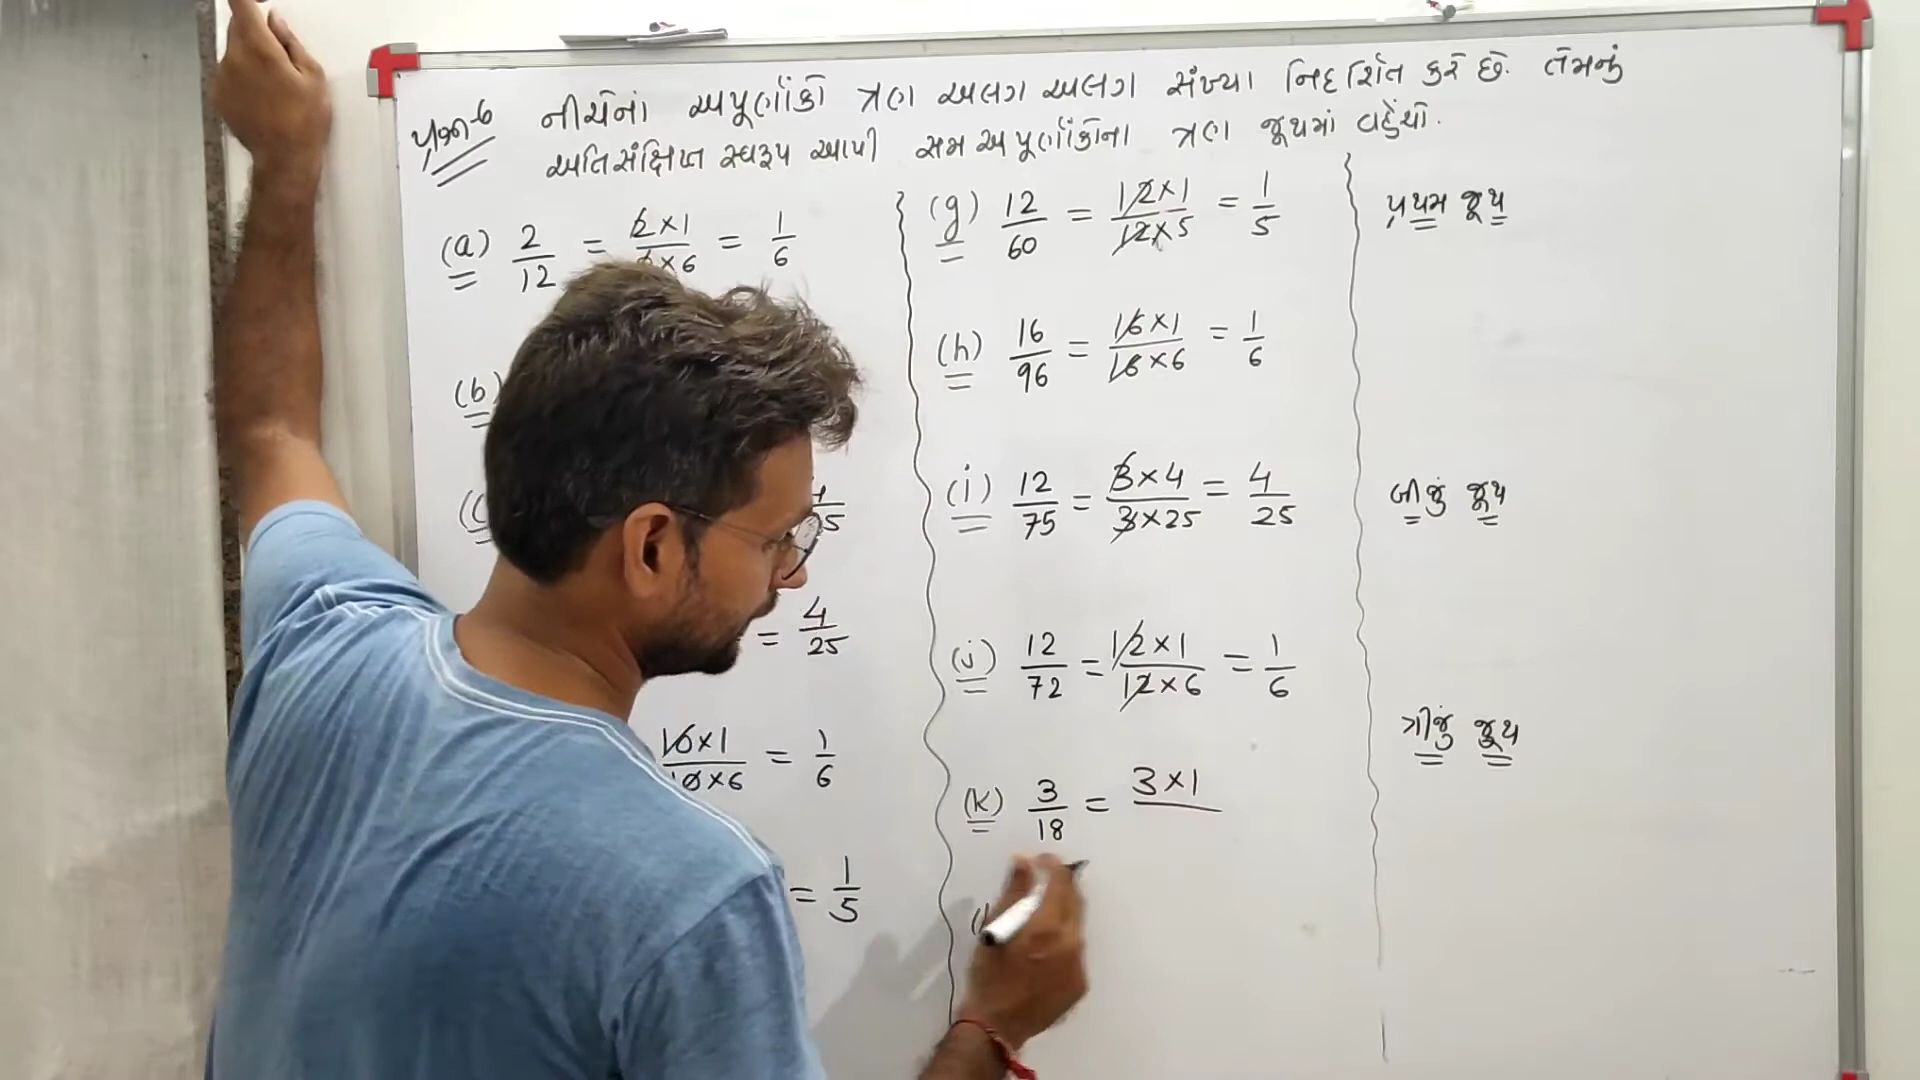 પ્રશ્ન-6 નીચેનાં અપૂર્ણાંકો ત્રણ અલગ અલગ સંખ્યા નિદર્શિત કરે છે. તેમનું
અતિસંક્ષિપ્ત સ્વરૂપ આપી સમ અપૂર્ણાંકોના ત્રણ જૂથમાં વહેંચો.
(a) 2/12 = 2×1/2×6 = 1/6
(b)
= 4/25
10×1/10×6 = 1/6
= 1/5
(g) 12/60 = 12×1/12×5 = 1/5
(h) 16/96 = 16×1/16×6 = 1/6
(i) 12/75 = 3×4/3×25 = 4/25
(j) 12/72 = 12×1/12×6 = 1/6
(k) 3/18 = 3×1
પ્રથમ જૂથ
બીજું જૂથ
ત્રીજું જૂથ